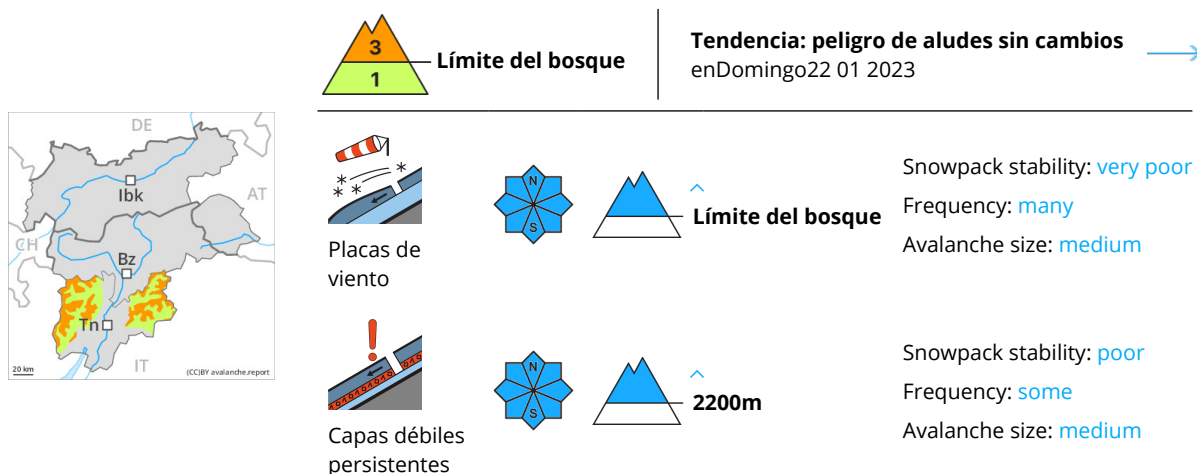 3
1
Límite del bosque
Tendencia: peligro de aludes sin cambios
enDomingo22 01 2023
DE
AT
CH
IT
Ibk
Bz
Tn
20 km
(CC)BY avalanche.report
Placas de
viento
N
S
Límite del bosque
Snowpack stability: very poor
Frequency: many
Avalanche size: medium
Capas débiles
persistentes
N
S
2200m
Snowpack stability: poor
Frequency: some
Avalanche size: medium